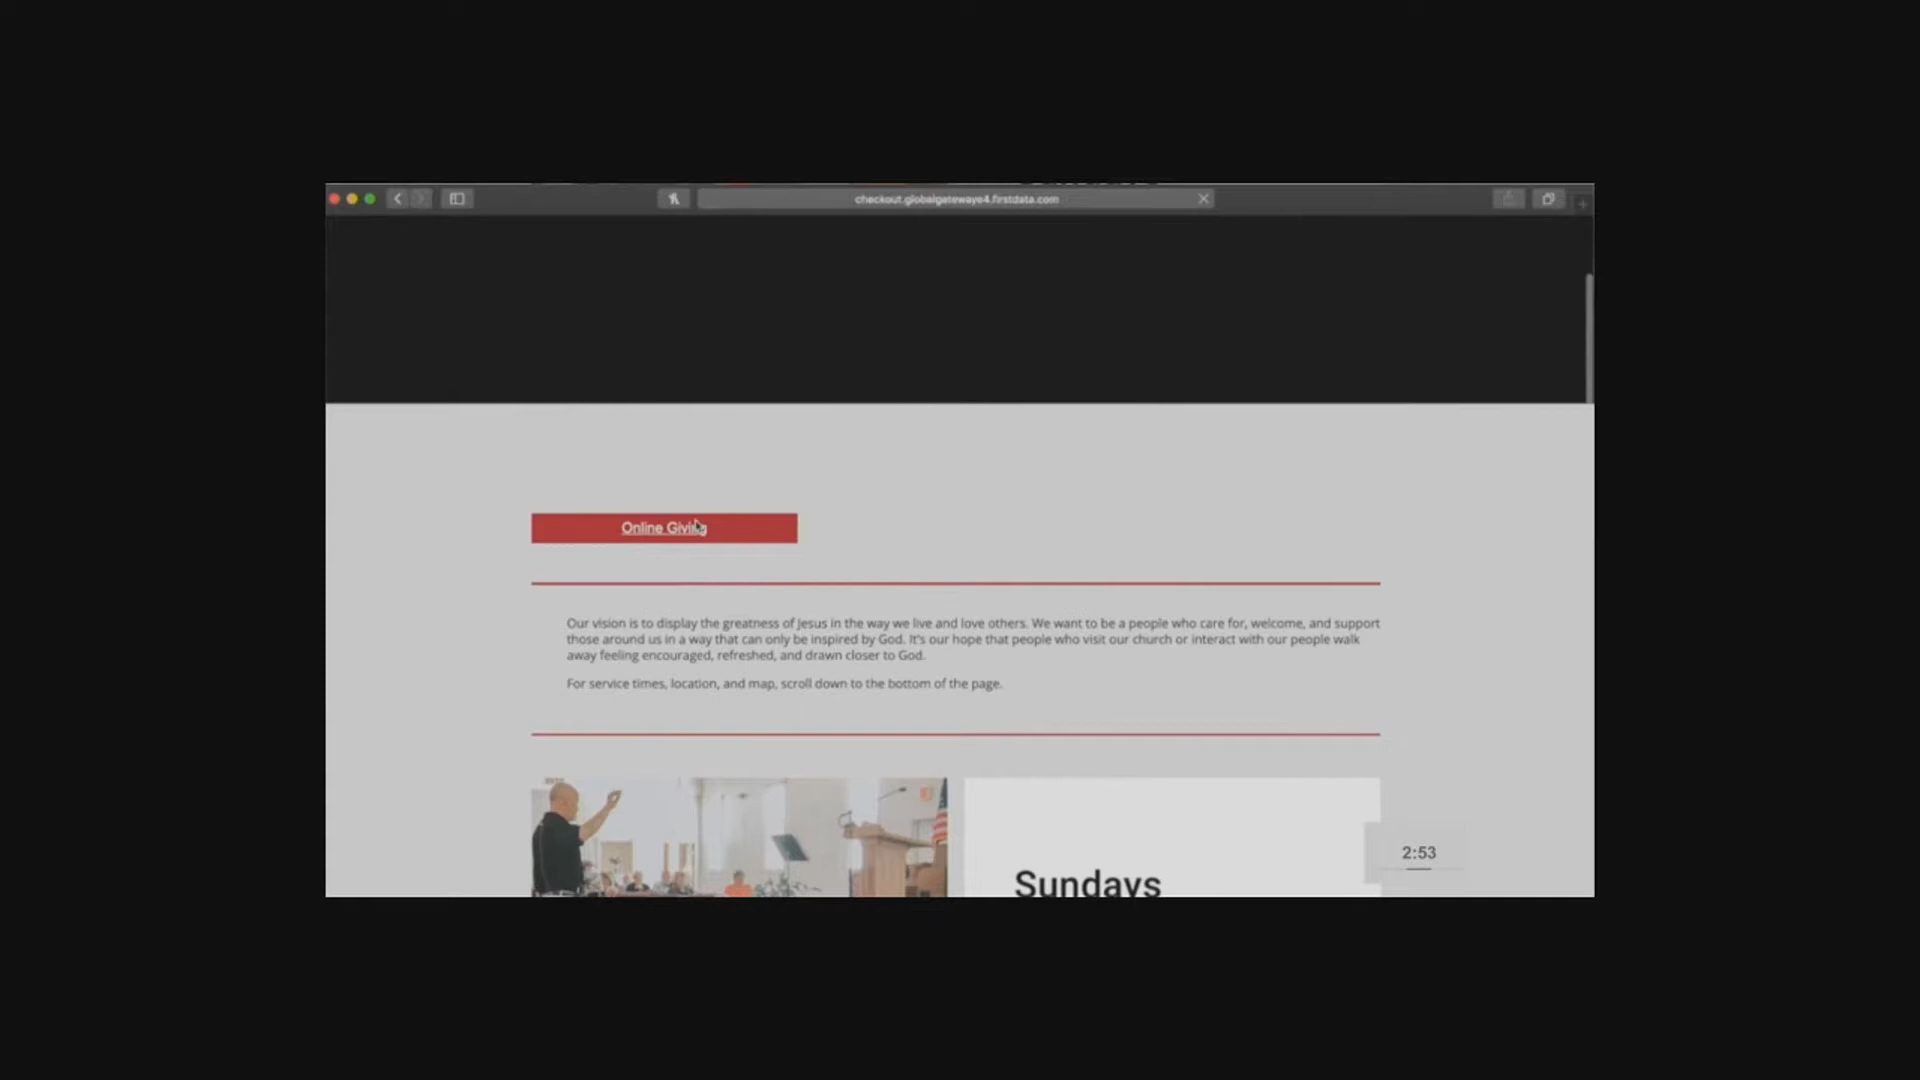 checkout.globalgatewaye4.firstdata.com
Online Giving
Our vision is to display the greatness of Jesus in the way we live and love others. We want to be a people who care for, welcome, and support
those around us in a way that can only be inspired by God. It's our hope that people who visit our church or interact with our people walk
away feeling encouraged, refreshed, and drawn closer to God.
For service times, location, and map, scroll down to the bottom of the page.
Sundays
2:53